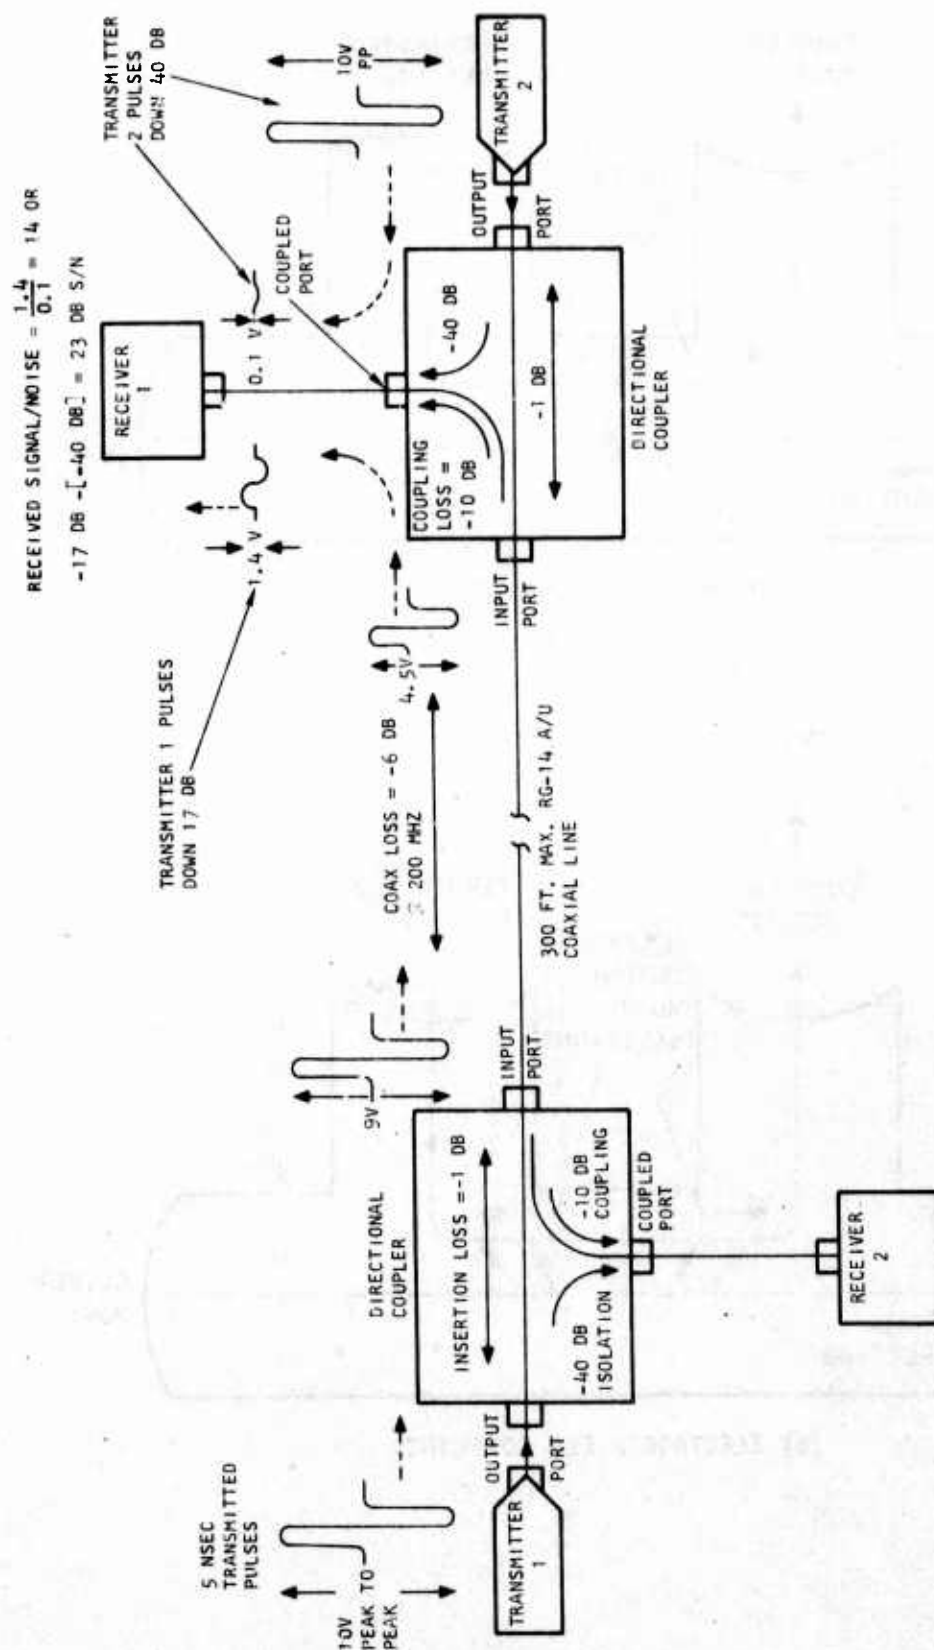 RECEIVED SIGNAL/NOISE = 1.4 / 0.1 = 14 OR
-17 DB -[-40 DB] = 23 DB S/N
TRANSMITTER 1 PULSES
DOWN 17 DB
TRANSMITTER
2 PULSES
DOWN 40 DB
RECEIVER
1
1.4 V
0.1 V
10V
PP
COUPLED
PORT
5 NSEC
TRANSMITTED
PULSES
10V
PEAK TO
PEAK
9V
COAX LOSS = -6 DB
@ 200 MHZ
4.5V
DIRECTIONAL
COUPLER
INSERTION LOSS =-1 DB
-40 DB
ISOLATION
-10 DB
COUPLING
OUTPUT
PORT
INPUT
PORT
COUPLED
PORT
TRANSMITTER
1
RECEIVER
2
300 FT. MAX. RG-14 A/U
COAXIAL LINE
INPUT
PORT
COUPLING
LOSS =
-10 DB
-40 DB
-1 DB
OUTPUT
PORT
TRANSMITTER
2
DIRECTIONAL
COUPLER